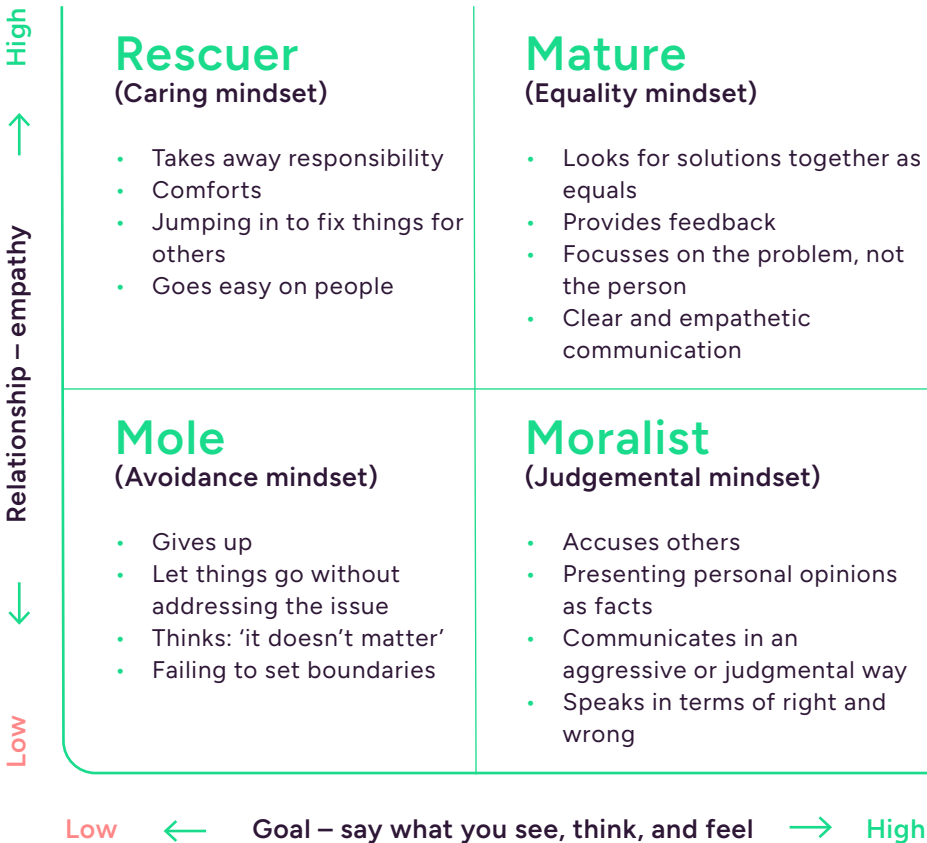 High
Relationship – empathy
Low
Rescuer
(Caring mindset)
• Takes away responsibility
• Comforts
• Jumping in to fix things for
others
• Goes easy on people
Mature
(Equality mindset)
• Looks for solutions together as
equals
• Provides feedback
• Focusses on the problem, not
the person
• Clear and empathetic
communication
Mole
(Avoidance mindset)
• Gives up
• Let things go without
addressing the issue
• Thinks: ‘it doesn’t matter’
• Failing to set boundaries
Moralist
(Judgemental mindset)
• Accuses others
• Presenting personal opinions
as facts
• Communicates in an
aggressive or judgmental way
• Speaks in terms of right and
wrong
Low ← Goal – say what you see, think, and feel → High